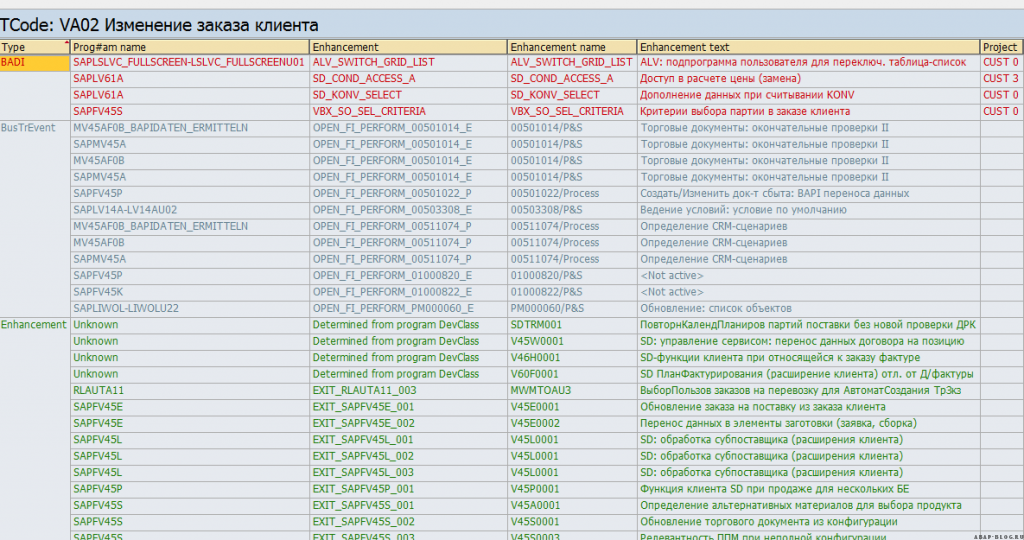 TCode: VA02 Изменение заказа клиента
Type Prog#am name Enhancement Enhancement name Enhancement text Project
BADI SAPLSLVC_FULLSCREEN-LSLVC_FULLSCREENU01 ALV_SWITCH_GRID_LIST ALV_SWITCH_GRID_LIST ALV: подпрограмма пользователя для переключ. таблица-список CUST 0
SAPLV61A SD_COND_ACCESS_A SD_COND_ACCESS_A Доступ в расчете цены (замена) CUST 3
SAPLV61A SD_KONV_SELECT SD_KONV_SELECT Дополнение данных при считывании KONV CUST 0
SAPFV45S VBX_SO_SEL_CRITERIA VBX_SO_SEL_CRITERIA Критерии выбора партии в заказе клиента CUST 0
BusTrEvent MV45AF0B_BAPIDATEN_ERMITTELN OPEN_FI_PERFORM_00501014_E 00501014/P&S Торговые документы: окончательные проверки II
SAPMV45A OPEN_FI_PERFORM_00501014_E 00501014/P&S Торговые документы: окончательные проверки II
MV45AF0B OPEN_FI_PERFORM_00501014_E 00501014/P&S Торговые документы: окончательные проверки II
SAPMV45A OPEN_FI_PERFORM_00501014_E 00501014/P&S Торговые документы: окончательные проверки II
SAPFV45P OPEN_FI_PERFORM_00501022_P 00501022/Process Создать/Изменить док-т сбыта: BAPI переноса данных
SAPLV14A-LV14AU02 OPEN_FI_PERFORM_00503308_E 00503308/P&S Ведение условий: условие по умолчанию
MV45AF0B_BAPIDATEN_ERMITTELN OPEN_FI_PERFORM_00511074_P 00511074/Process Определение CRM-сценариев
MV45AF0B OPEN_FI_PERFORM_00511074_P 00511074/Process Определение CRM-сценариев
SAPMV45A OPEN_FI_PERFORM_00511074_P 00511074/Process Определение CRM-сценариев
SAPFV45P OPEN_FI_PERFORM_01000820_E 01000820/P&S <Not active>
SAPFV45K OPEN_FI_PERFORM_01000822_E 01000822/P&S <Not active>
SAPLIWOL-LIWOLU22 OPEN_FI_PERFORM_PM000060_E PM000060/P&S Обновление: список объектов
Enhancement Unknown Determined from program DevClass SDTRM001 ПовторнКалендПланиров партий поставки без новой проверки ДРК
Unknown Determined from program DevClass V45W0001 SD: управление сервисом: перенос данных договора на позицию
Unknown Determined from program DevClass V46H0001 SD-функции клиента при относящейся к заказу фактуре
Unknown Determined from program DevClass V60F0001 SD ПланФактурирования (расширение клиента) отл. от Д/фактуры
RLAUTA11 EXIT_RLAUTA11_003 MWMTOAU3 ВыборПользов заказов на перевозку для АвтоматСоздания ТрЗкз
SAPFV45E EXIT_SAPFV45E_001 V45E0001 Обновление заказа на поставку из заказа клиента
SAPFV45E EXIT_SAPFV45E_002 V45E0002 Перенос данных в элементы заготовки (заявка, сборка)
SAPFV45L EXIT_SAPFV45L_001 V45L0001 SD: обработка субпоставщика (расширения клиента)
SAPFV45L EXIT_SAPFV45L_002 V45L0001 SD: обработка субпоставщика (расширения клиента)
SAPFV45L EXIT_SAPFV45L_003 V45L0001 SD: обработка субпоставщика (расширения клиента)
SAPFV45P EXIT_SAPFV45P_001 V45P0001 Функция клиента SD при продаже для нескольких БЕ
SAPFV45S EXIT_SAPFV45S_001 V45A0001 Определение альтернативных материалов для выбора продукта
SAPFV45S EXIT_SAPFV45S_002 V45S0001 Обновление торгового документа из конфигурации
SAPFV45S EXIT_SAPFV45S_003 V45S0003 Релевантность ППМ при неполной конфигурации
ABAP-BLOG.RU